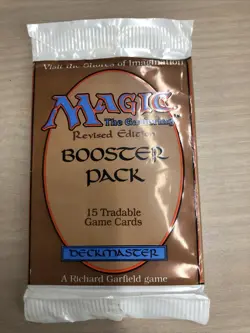 Visit the Shores of Imagination
MAGIC
The Gathering
Revised Edition
BOOSTER
PACK
15 Tradable
Game Cards
DECKMASTER
A Richard Garfield game